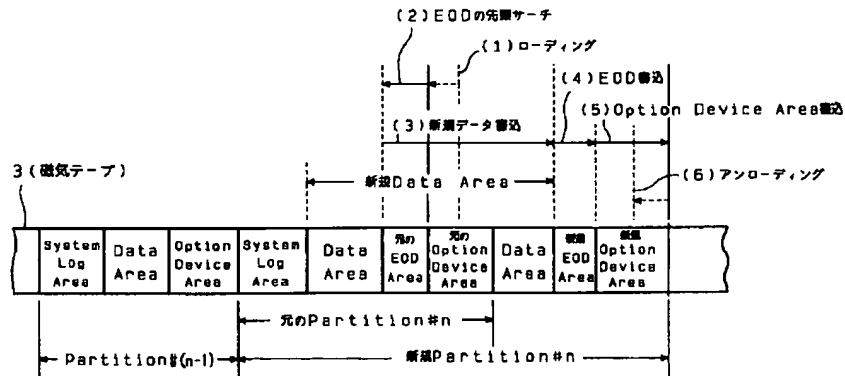 (2)EODの先頭サーチ
(1)ローディング
(4)EOD書込
(3)新規データ書込
(5)Option Device Area書込
3(磁気テープ)
新規Data Area
(6)アンローディング
System Log Area
Data Area
Option Device Area
System Log Area
Data Area
元の EOD Area
元の Option Device Area
Data Area
新規 EOD Area
新規 Option Device Area
元のPartition#n
Partition#(n-1)
新規Partition#n